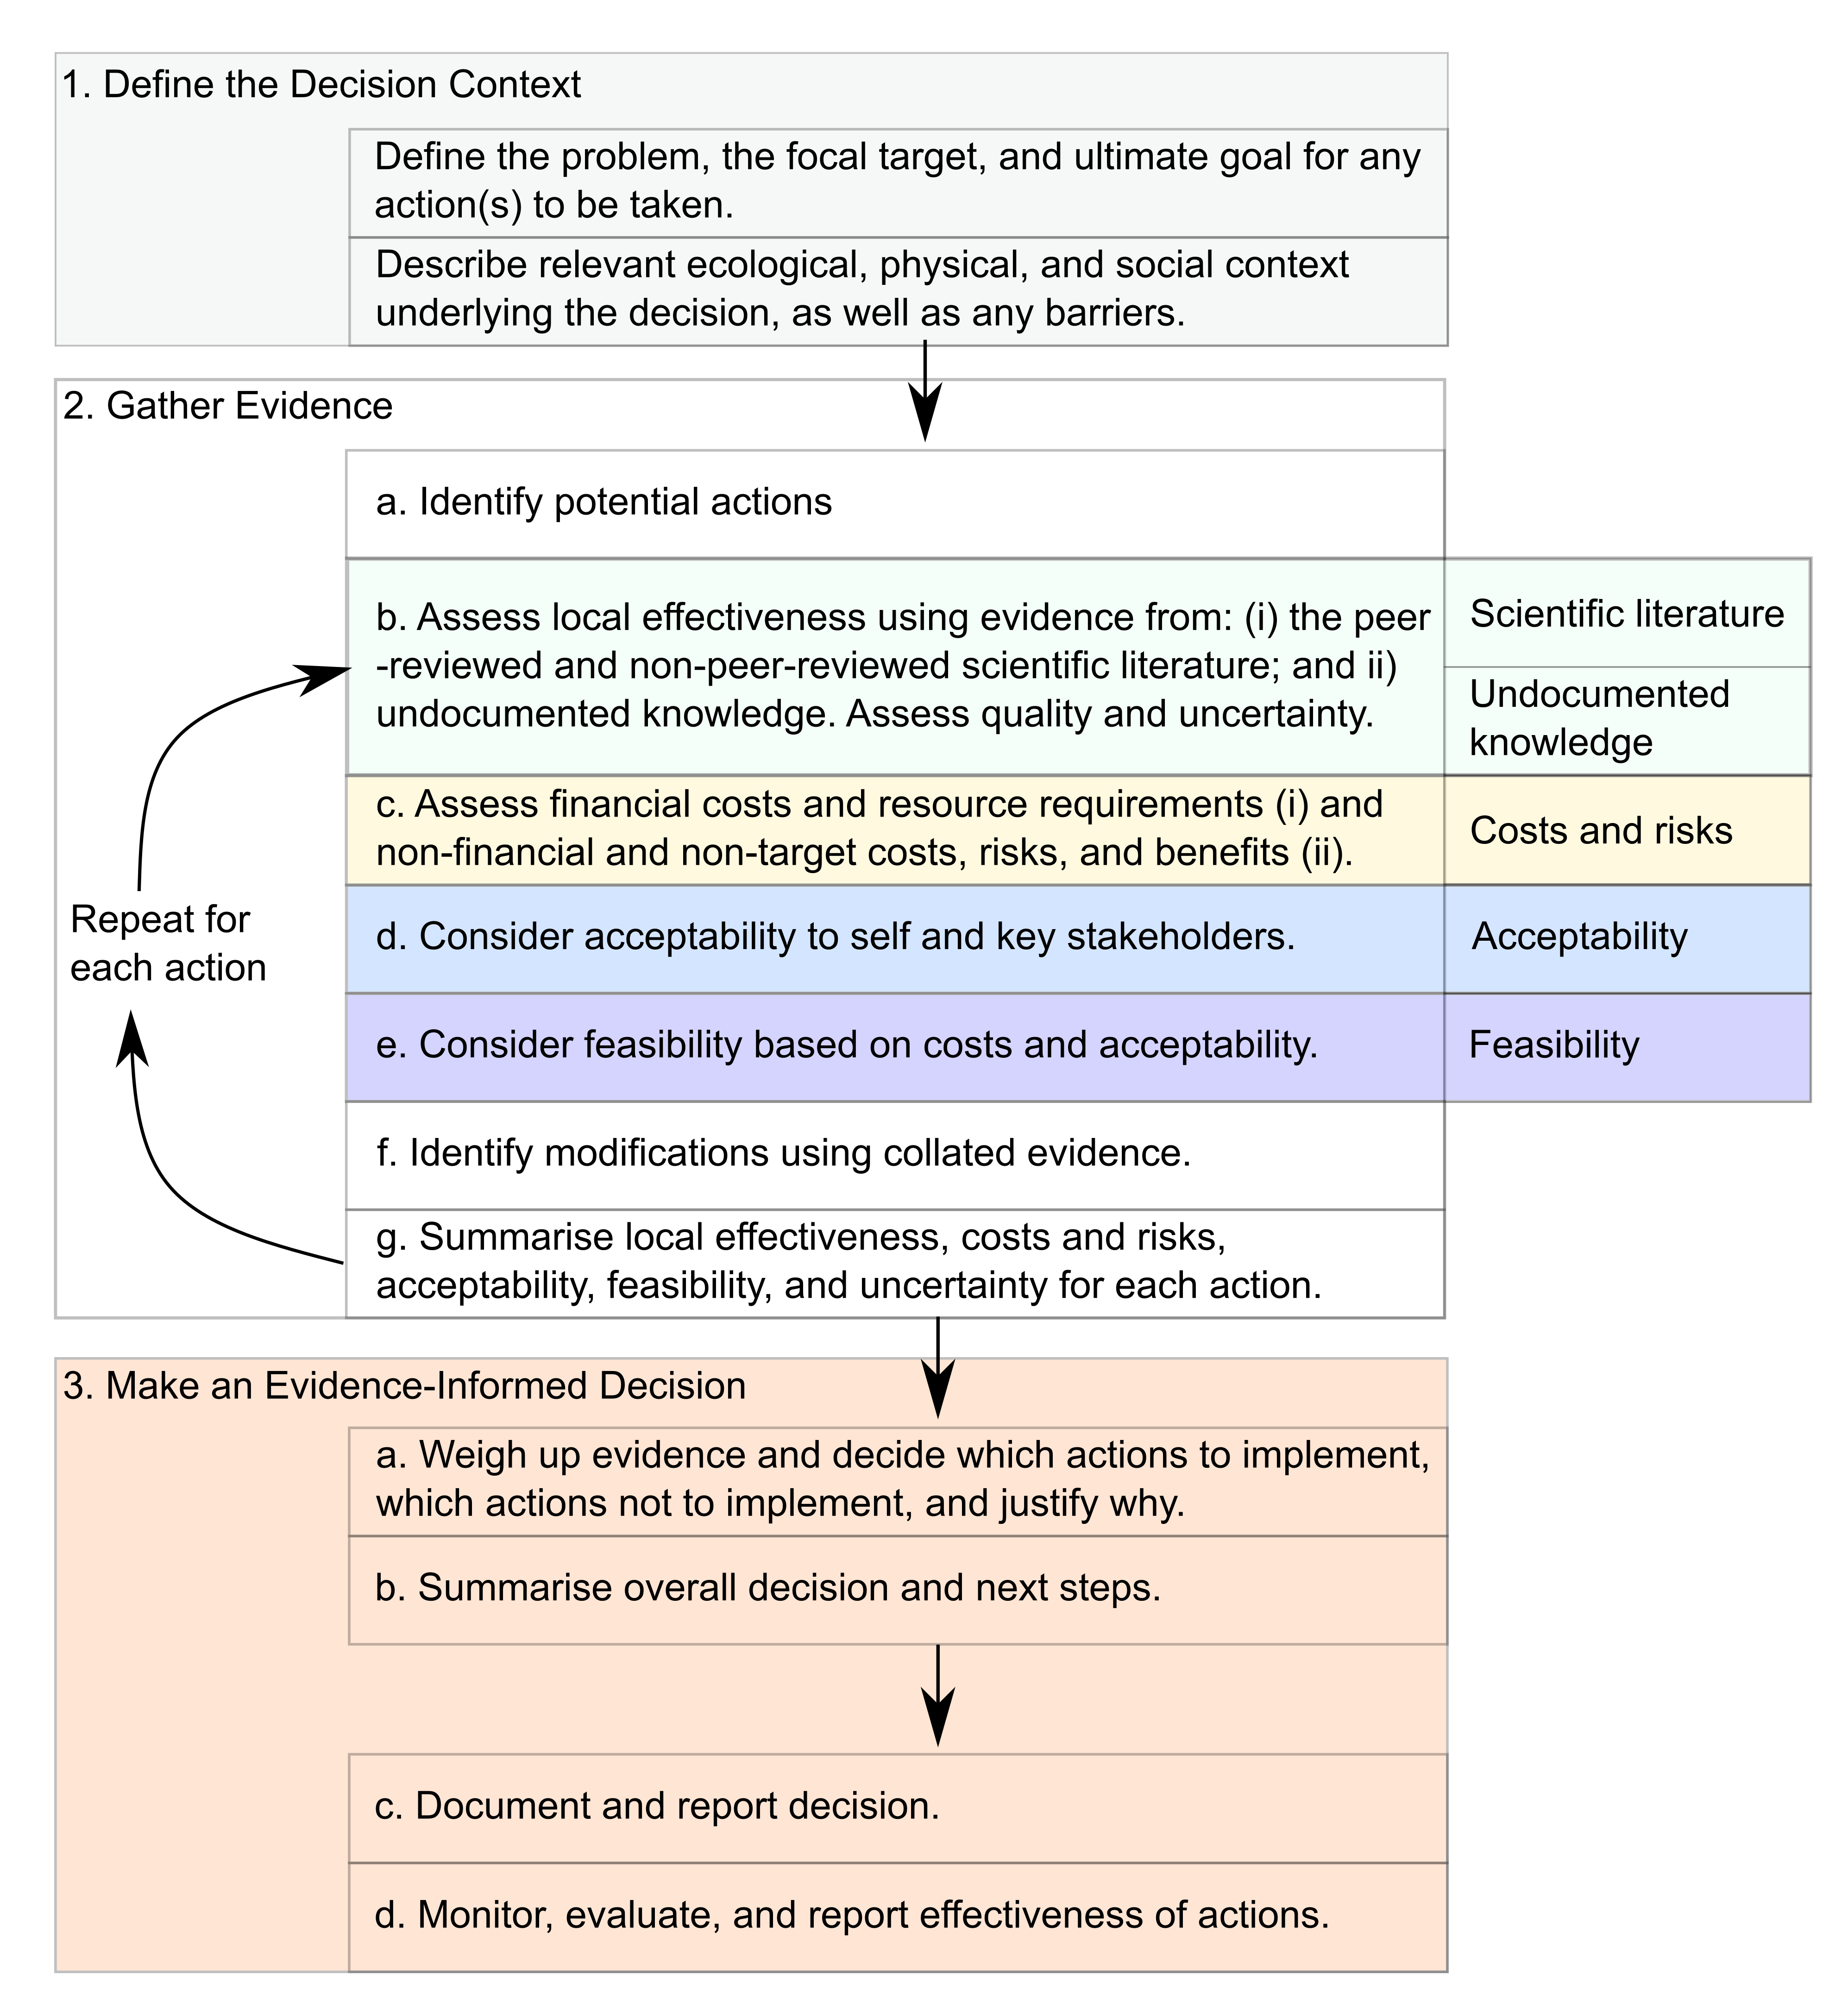 1. Define the Decision Context
Define the problem, the focal target, and ultimate goal for any
action(s) to be taken.
Describe relevant ecological, physical, and social context
underlying the decision, as well as any barriers.
2. Gather Evidence
a. Identify potential actions
b. Assess local effectiveness using evidence from: (i) the peer
-reviewed and non-peer-reviewed scientific literature; and ii)
undocumented knowledge. Assess quality and uncertainty.
Scientific literature
Undocumented
knowledge
c. Assess financial costs and resource requirements (i) and
non-financial and non-target costs, risks, and benefits (ii).
Costs and risks
Repeat for
each action
d. Consider acceptability to self and key stakeholders.
Acceptability
e. Consider feasibility based on costs and acceptability.
Feasibility
f. Identify modifications using collated evidence.
g. Summarise local effectiveness, costs and risks,
acceptability, feasibility, and uncertainty for each action.
3. Make an Evidence-Informed Decision
a. Weigh up evidence and decide which actions to implement,
which actions not to implement, and justify why.
b. Summarise overall decision and next steps.
c. Document and report decision.
d. Monitor, evaluate, and report effectiveness of actions.